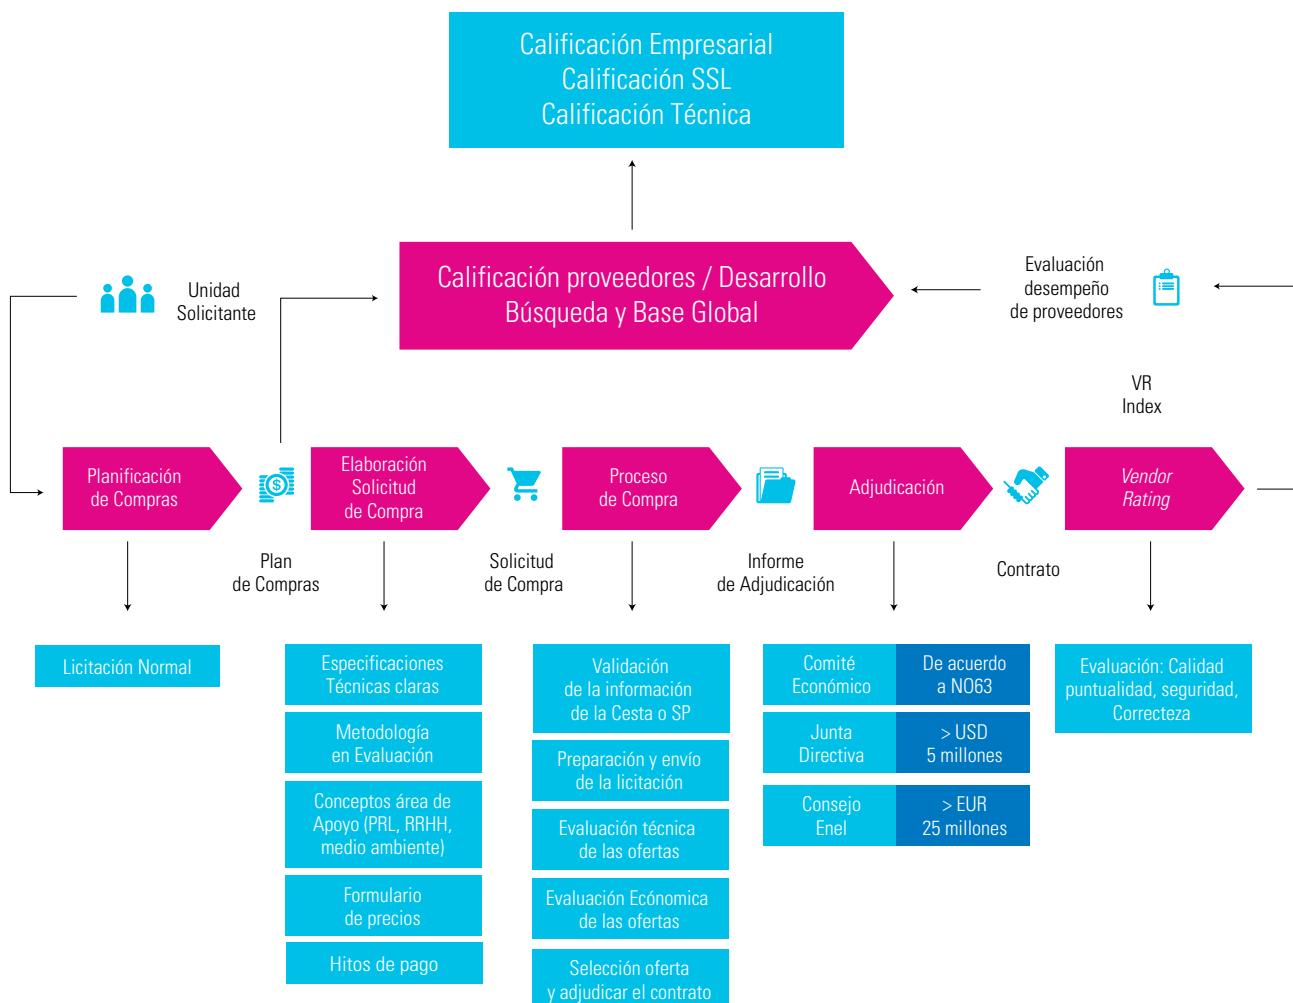 Calificación Empresarial
Calificación SSL
Calificación Técnica
Calificación proveedores / Desarrollo
Búsqueda y Base Global
Unidad
Solicitante
Evaluación
desempeño
de proveedores
VR
Index
Planificación
de Compras
Elaboración
Solicitud
de Compra
Proceso
de Compra
Adjudicación
Vendor
Rating
Plan
de Compras
Solicitud
de Compra
Informe
de Adjudicación
Contrato
Licitación Normal
Especificaciones
Técnicas claras
Metodología
en Evaluación
Conceptos área de
Apoyo (PRL, RRHH,
medio ambiente)
Formulario
de precios
Hitos de pago
Validación
de la información
de la Cesta o SP
Preparación y envío
de la licitación
Evaluación técnica
de las ofertas
Evaluación Ecónomica
de las ofertas
Selección oferta
y adjudicar el contrato
Comité
Económico
De acuerdo
a NO63
Junta
Directiva
> USD
5 millones
Consejo
Enel
> EUR
25 millones
Evaluación: Calidad
puntualidad, seguridad,
Correcteza